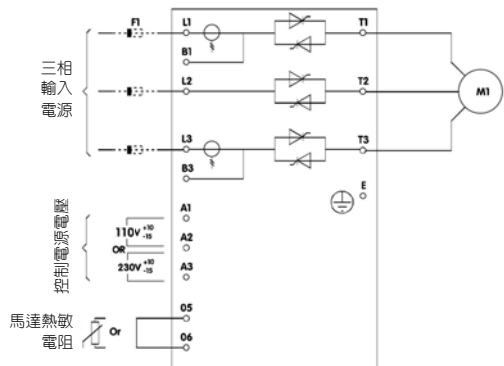 F1
L1
T1
B1
三相
輸入
電源
L2
T2
M1
L3
T3
B3
E
控制電源電壓
A1
110V +10 -15
A2
OR
230V +10 -15
A3
馬達熱敏
電阻
Or
05
06